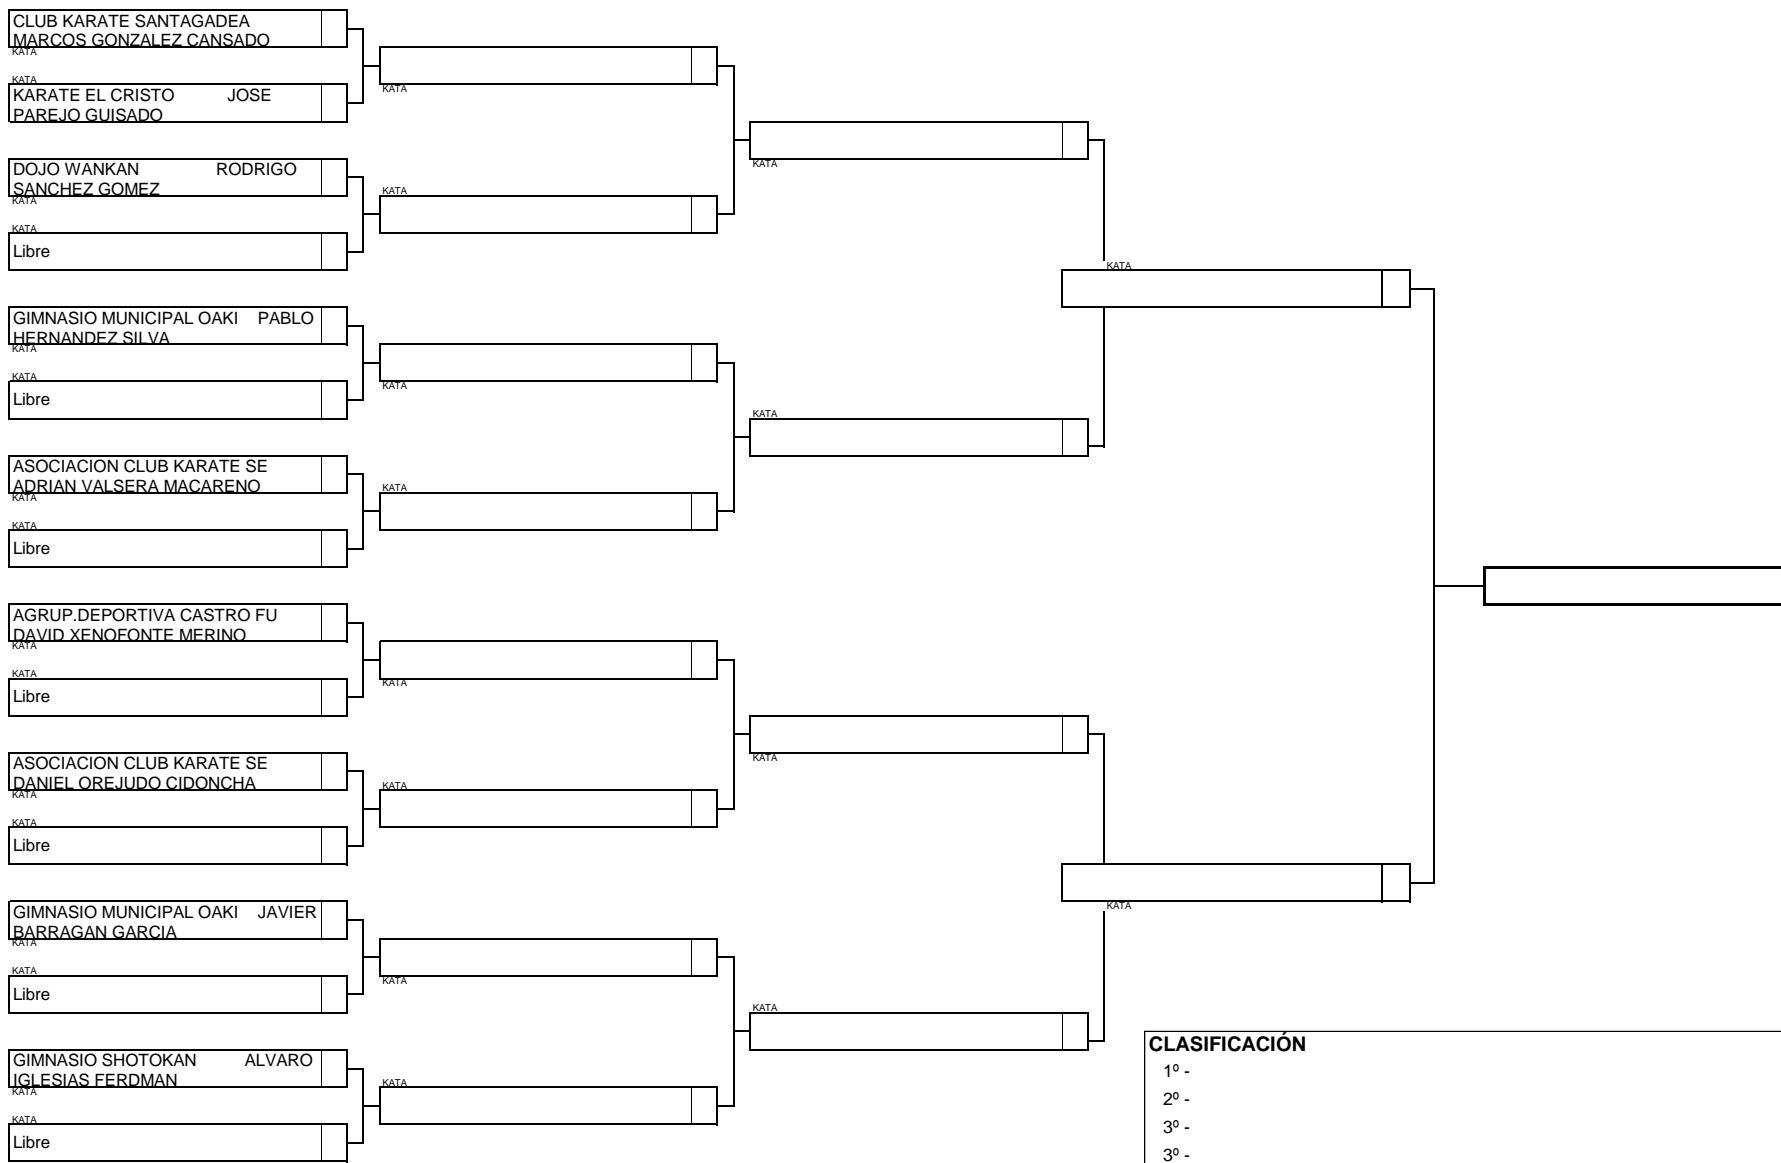 CLUB KARATE SANTAGADEA
MARCOS GONZALEZ CANSADO
KATA
KATA
KARATE EL CRISTO JOSE
PAREJO GUISADO
DOJO WANKAN RODRIGO
SANCHEZ GOMEZ
KATA
KATA
Libre
GIMNASIO MUNICIPAL OAKI PABLO
HERNANDEZ SILVA
KATA
KATA
Libre
ASOCIACION CLUB KARATE SE
ADRIAN VALSERA MACARENO
KATA
KATA
Libre
AGRUP.DEPORTIVA CASTRO FU
DAVID XENOFONTE MERINO
KATA
KATA
Libre
ASOCIACION CLUB KARATE SE
DANIEL OREJUDO CIDONCHA
KATA
KATA
Libre
GIMNASIO MUNICIPAL OAKI JAVIER
BARRAGAN GARCIA
KATA
KATA
Libre
GIMNASIO SHOTOKAN ALVARO
IGLESIAS FERDMAN
KATA
KATA
Libre
KATA
KATA
KATA
KATA
KATA
KATA
KATA
KATA
KATA
KATA
KATA
KATA
KATA
KATA
CLASIFICACIÓN
1º -
2º -
3º -
3º -